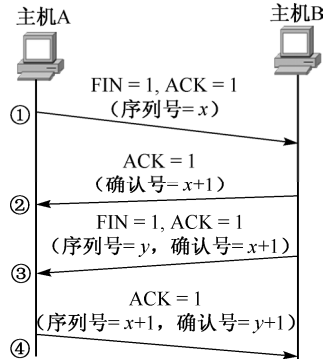 主机A
主机B
FIN = 1, ACK = 1
（序列号= x）
①
ACK = 1
（确认号= x+1）
②
FIN = 1, ACK = 1
（序列号= y，确认号= x+1）
③
ACK = 1
（序列号= x+1，确认号= y+1）
④